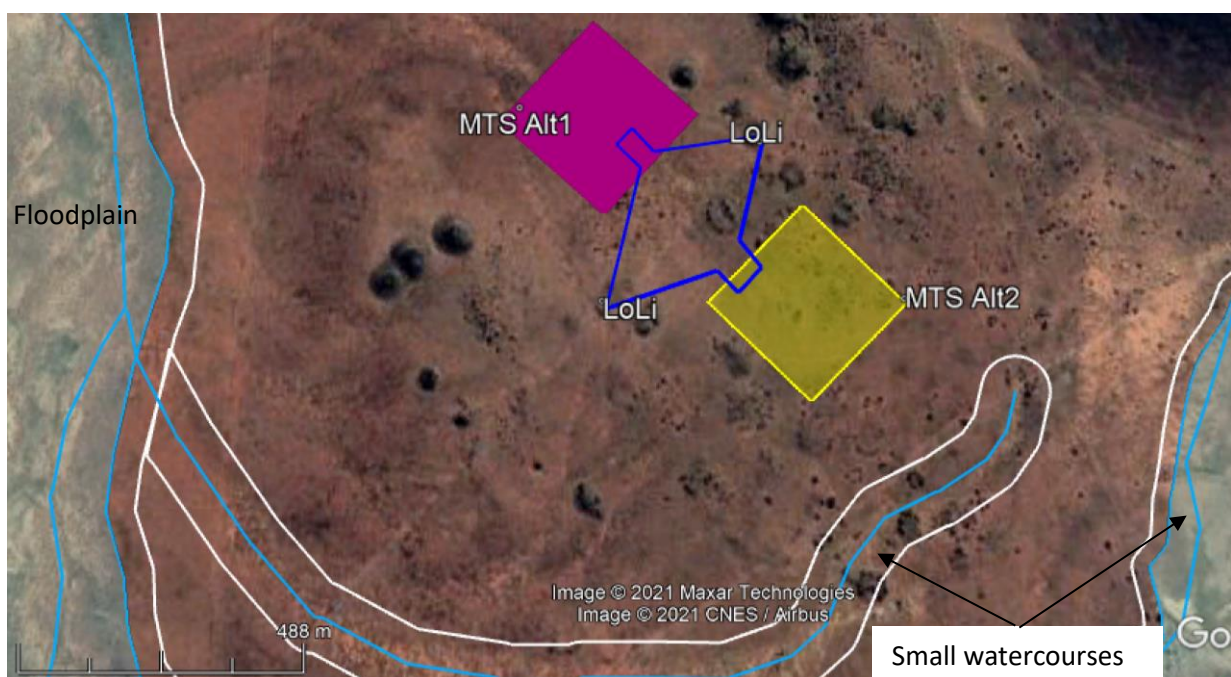 MTS Alt1
LoLi
Floodplain
MTS Alt2
LoLi
Image © 2021 Maxar Technologies
Image © 2021 CNES / Airbus
488 m
Go
Small watercourses